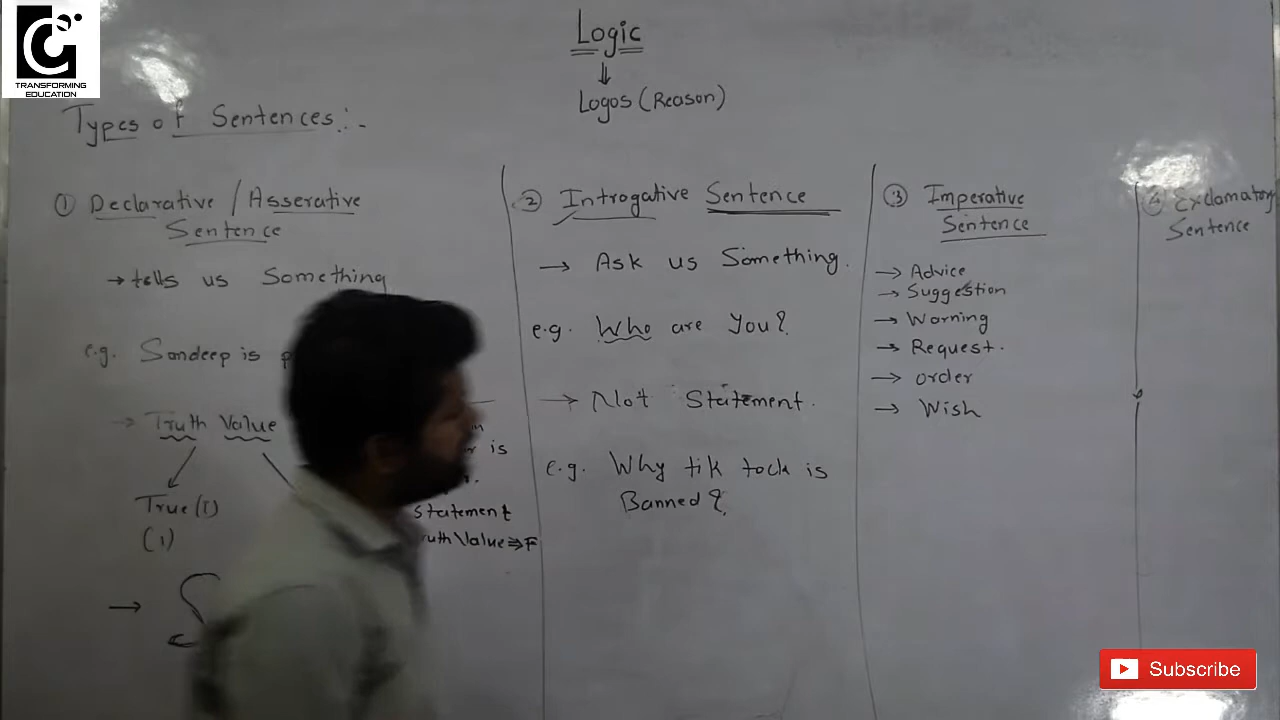 TRANSFORMING
EDUCATION
Logic
Logos (Reason)
Types of Sentences:-
① Declarative / Asserative
Sentence
→ tells us Something
e.g. Sandeep is
→ Truth Value
True(T)
(1)
is
Statement
Value ⇒ F
② Introgative Sentence
→ Ask us Something.
e.g. Who are You?
→ Not Statement.
e.g. Why tik tock is
Banned?
③ Imperative
Sentence
→ Advice
→ Suggestion
→ Warning
→ Request.
→ order
→ Wish
④ Exclamatory
Sentence
Subscribe